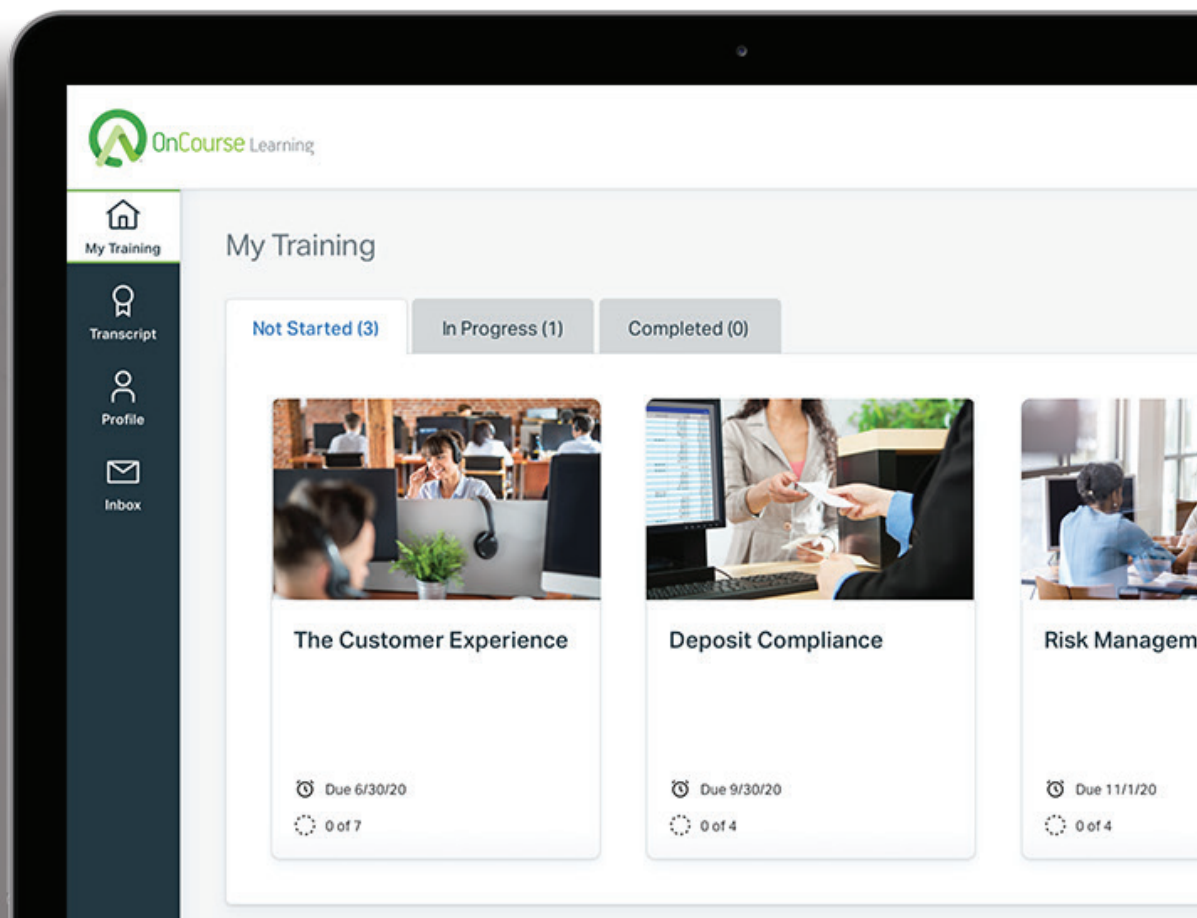 OnCourse Learning
My Training
Transcript
Profile
Inbox
My Training
Not Started (3)
In Progress (1)
Completed (0)
The Customer Experience
Due 6/30/20
0 of 7
Deposit Compliance
Due 9/30/20
0 of 4
Risk Managem
Due 11/1/20
0 of 4